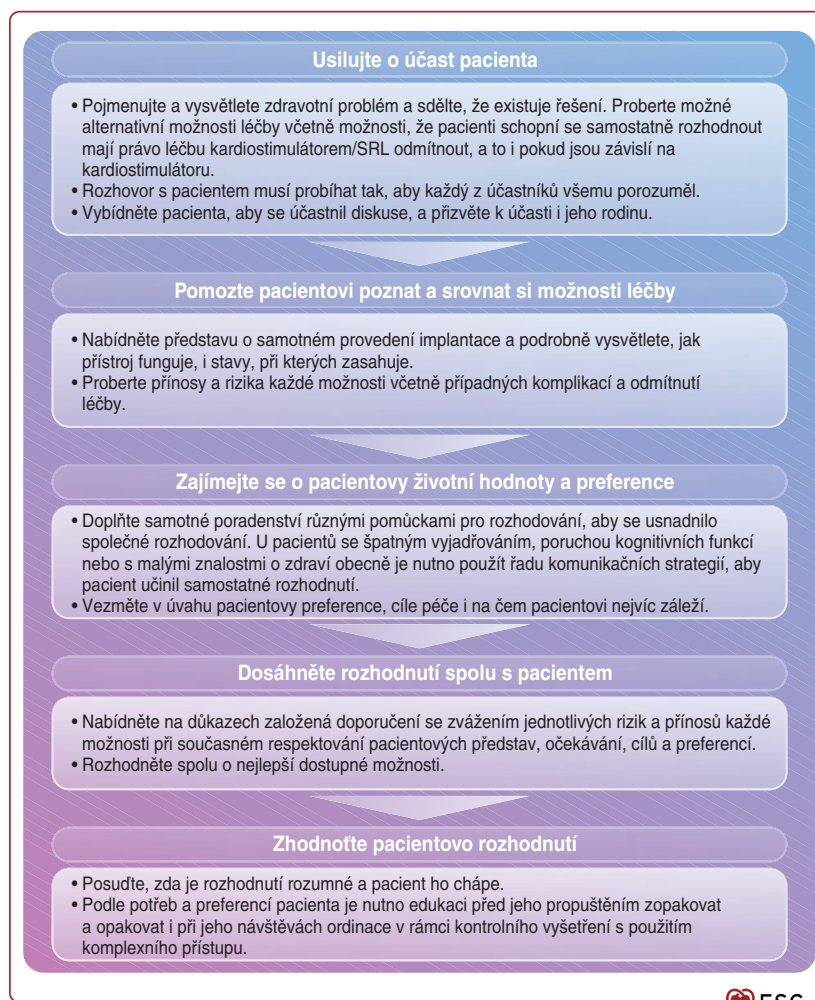 Usilujte o účast pacienta
• Pojmenujte a vysvětlete zdravotní problém a sdělte, že existuje řešení. Proberte možné
alternativní možnosti léčby včetně možnosti, že pacienti schopní se samostatně rozhodnout
mají právo léčbu kardiostimulátorem/SRL odmítnout, a to i pokud jsou závislí na
kardiostimulátoru.
• Rozhovor s pacientem musí probíhat tak, aby každý z účastníků všemu porozuměl.
• Vybídněte pacienta, aby se účastnil diskuse, a přizvěte k účasti i jeho rodinu.
Pomozte pacientovi poznat a srovnat si možnosti léčby
• Nabídněte představu o samotném provedení implantace a podrobně vysvětlete, jak
přístroj funguje, i stavy, při kterých zasahuje.
• Proberte přínosy a rizika každé možnosti včetně případných komplikací a odmítnutí
léčby.
Zajímejte se o pacientovy životní hodnoty a preference
• Doplňte samotné poradenství různými pomůckami pro rozhodování, aby se usnadnilo
společné rozhodování. U pacientů se špatným vyjadřováním, poruchou kognitivních funkcí
nebo s malými znalostmi o zdraví obecně je nutno použít řadu komunikačních strategií, aby
pacient učinil samostatné rozhodnutí.
• Vezměte v úvahu pacientovy preference, cíle péče i na čem pacientovi nejvíc záleží.
Dosáhněte rozhodnutí spolu s pacientem
• Nabídněte na důkazech založená doporučení se zvážením jednotlivých rizik a přínosů každé
možnosti při současném respektování pacientových představ, očekávání, cílů a preferencí.
• Rozhodněte spolu o nejlepší dostupné možnosti.
Zhodnoťte pacientovo rozhodnutí
• Posuďte, zda je rozhodnutí rozumné a pacient ho chápe.
• Podle potřeb a preferencí pacienta je nutno edukaci před jeho propuštěním zopakovat
a opakovat i při jeho návštěvách ordinace v rámci kontrolního vyšetření s použitím
komplexního přístupu.
ESC